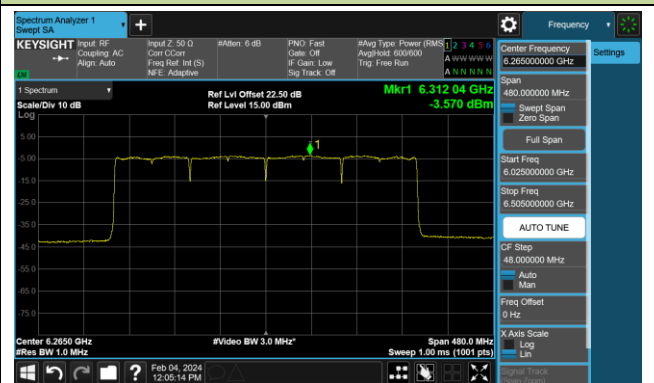 Spectrum Analyzer 1
Swept SA
Frequency
KEYSIGHT
Input: RF
Coupling: AC
Align: Auto
Input Z: 50 Ω
Corr CCorr
Freq Ref: Int (S)
NFE: Adaptive
#Atten: 6 dB
PNO: Fast
Gate: Off
IF Gain: Low
Sig Track: Off
#Avg Type: Power (RMS
Avg|Hold: 600/600
Trig: Free Run
1 2 3 4 5 6
A W W W W W
A N N N N N
Center Frequency
6.265000000 GHz
Settings
Span
480.000000 MHz
Swept Span
Zero Span
Full Span
Start Freq
6.025000000 GHz
Stop Freq
6.505000000 GHz
AUTO TUNE
CF Step
48.000000 MHz
Auto
Man
Freq Offset
0 Hz
X Axis Scale
Log
Lin
Signal Track
(Span Zoom)
1 Spectrum
Scale/Div 10 dB
Log
Ref Lvl Offset 22.50 dB
Ref Level 15.00 dBm
Mkr1 6.312 04 GHz
-3.570 dBm
1
5.00
-5.00
-15.0
-25.0
-35.0
-45.0
-55.0
-65.0
-75.0
Center 6.2650 GHz
#Res BW 1.0 MHz
#Video BW 3.0 MHz*
Span 480.0 MHz
Sweep 1.00 ms (1001 pts)
?
Feb 04, 2024
12:05:14 PM